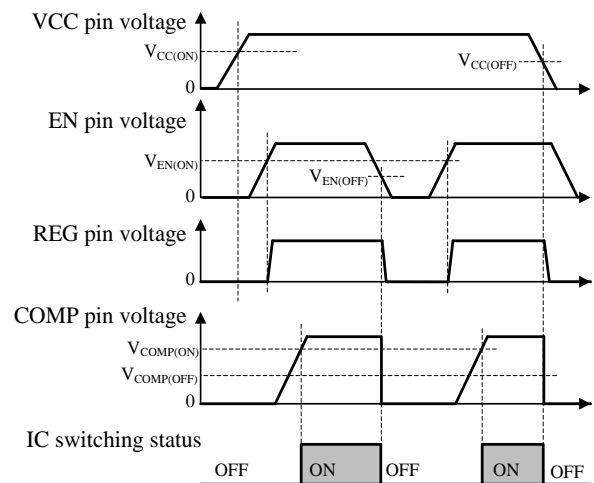 VCC pin voltage
VCC(ON)
VCC(OFF)
0
EN pin voltage
VEN(ON)
VEN(OFF)
0
REG pin voltage
0
COMP pin voltage
VCOMP(ON)
VCOMP(OFF)
0
IC switching status
OFF ON OFF ON OFF